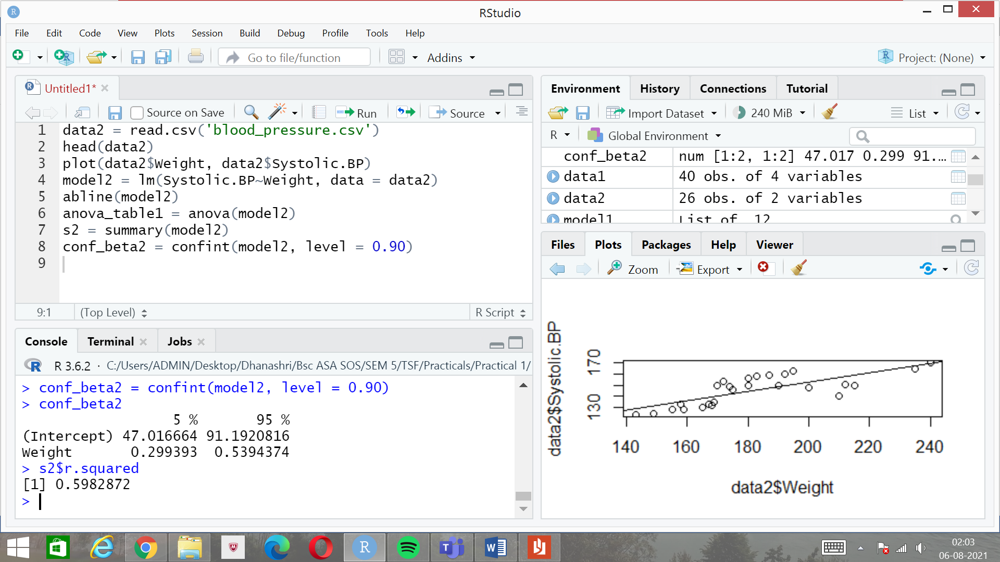 RStudio
File Edit Code View Plots Session Build Debug Profile Tools Help
Go to file/function Addins Project: (None)
Untitled1*
Source on Save Run Source
1 data2 = read.csv('blood_pressure.csv')
2 head(data2)
3 plot(data2$Weight, data2$Systolic.BP)
4 model2 = lm(Systolic.BP~Weight, data = data2)
5 abline(model2)
6 anova_table1 = anova(model2)
7 s2 = summary(model2)
8 conf_beta2 = confint(model2, level = 0.90)
9
9:1 (Top Level) R Script
Console Terminal Jobs
R 3.6.2 · C:/Users/ADMIN/Desktop/Dhanashri/Bsc ASA SOS/SEM 5/TSF/Practicals/Practical 1/
> conf_beta2 = confint(model2, level = 0.90)
> conf_beta2
5 % 95 %
(Intercept) 47.016664 91.1920816
Weight 0.299393 0.5394374
> s2$r.squared
[1] 0.5982872
>
Environment History Connections Tutorial
Import Dataset 240 MiB List
R Global Environment
conf_beta2 num [1:2, 1:2] 47.017 0.299 91.…
data1 40 obs. of 4 variables
data2 26 obs. of 2 variables
model1 List of 12
Files Plots Packages Help Viewer
Zoom Export
data2$Systolic.BP
170
130
140 160 180 200 220 240
data2$Weight
02:03
06-08-2021